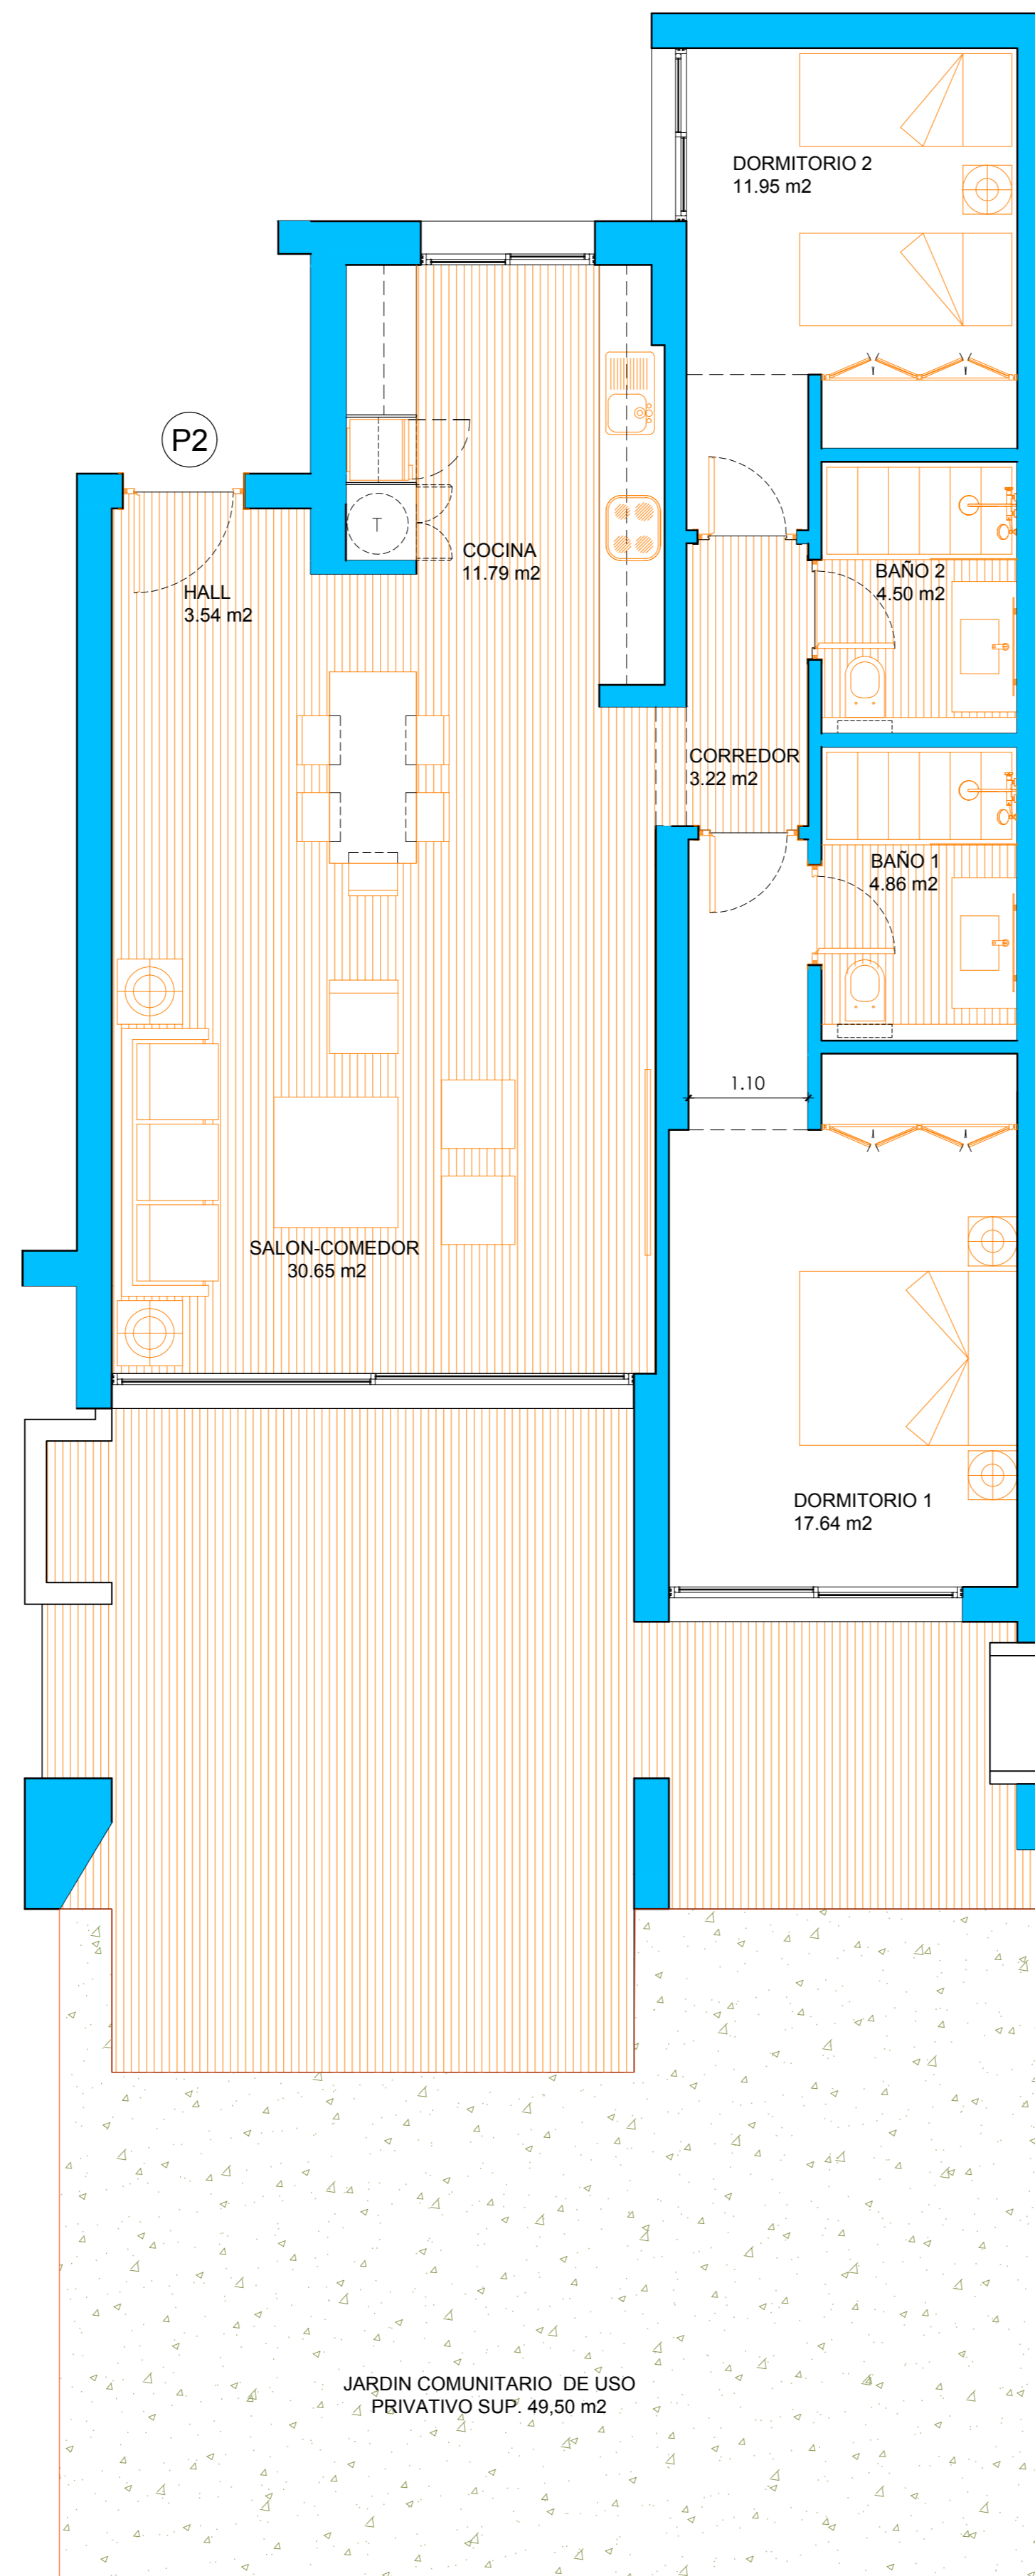 DORMITORIO 2
11.95 m2
P2
COCINA
11.79 m2
T
HALL
3.54 m2
BAÑO 2
4.50 m2
CORREDOR
3.22 m2
BAÑO 1
4.86 m2
1.10
SALON-COMEDOR
30.65 m2
DORMITORIO 1
17.64 m2
JARDIN COMUNITARIO DE USO
PRIVATIVO SUP. 49,50 m2